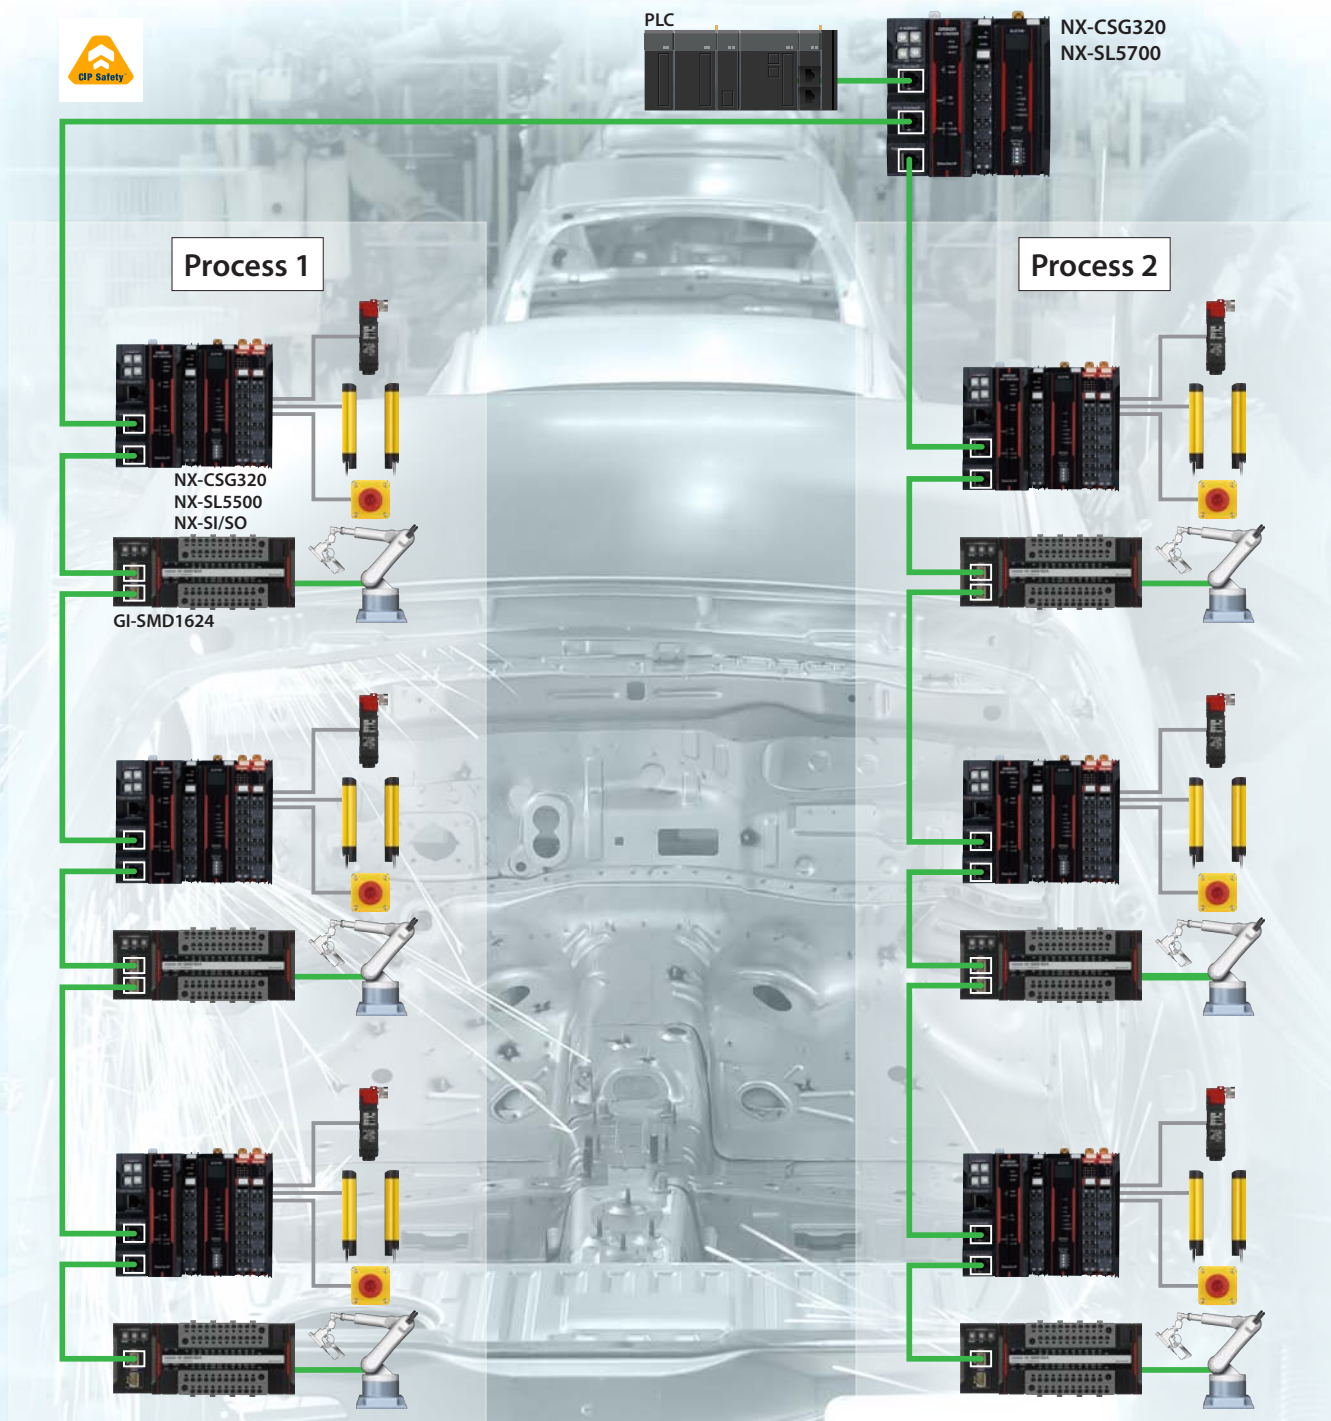 CIP Safety
PLC
NX-CSG320
NX-SL5700
Process 1
Process 2
NX-CSG320
NX-SL5500
NX-SI/SO
GI-SMD1624